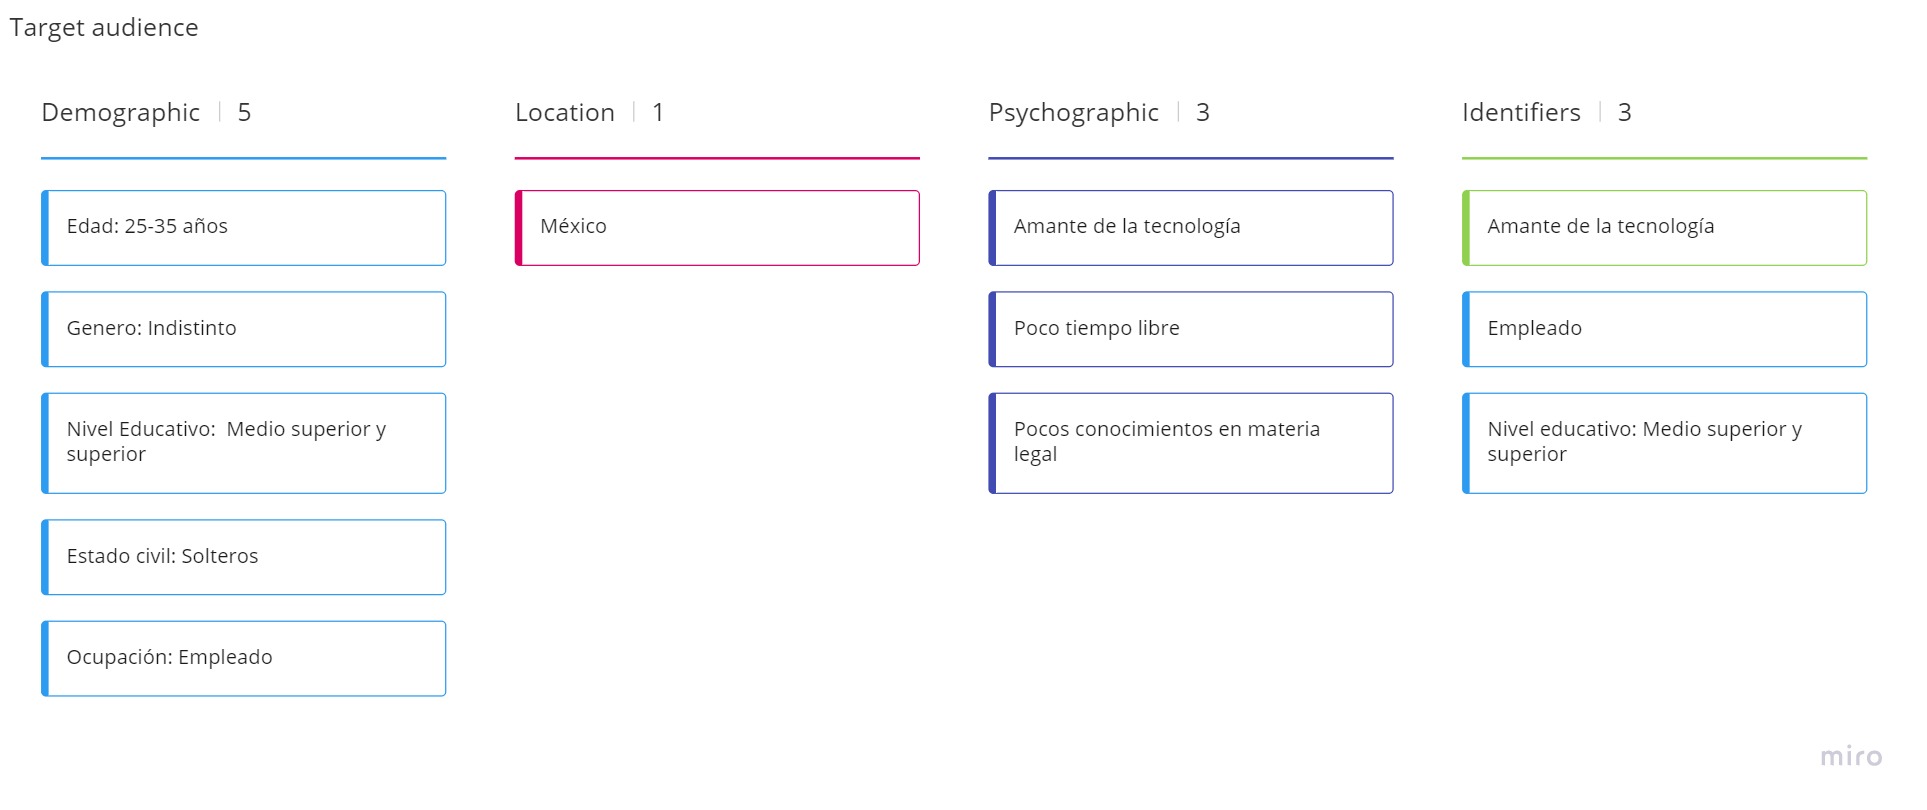 Target audience
Demographic | 5
Edad: 25-35 años
Genero: Indistinto
Nivel Educativo:  Medio superior y
superior
Estado civil: Solteros
Ocupación: Empleado
Location | 1
México
Psychographic | 3
Amante de la tecnología
Poco tiempo libre
Pocos conocimientos en materia
legal
Identifiers | 3
Amante de la tecnología
Empleado
Nivel educativo: Medio superior y
superior
miro